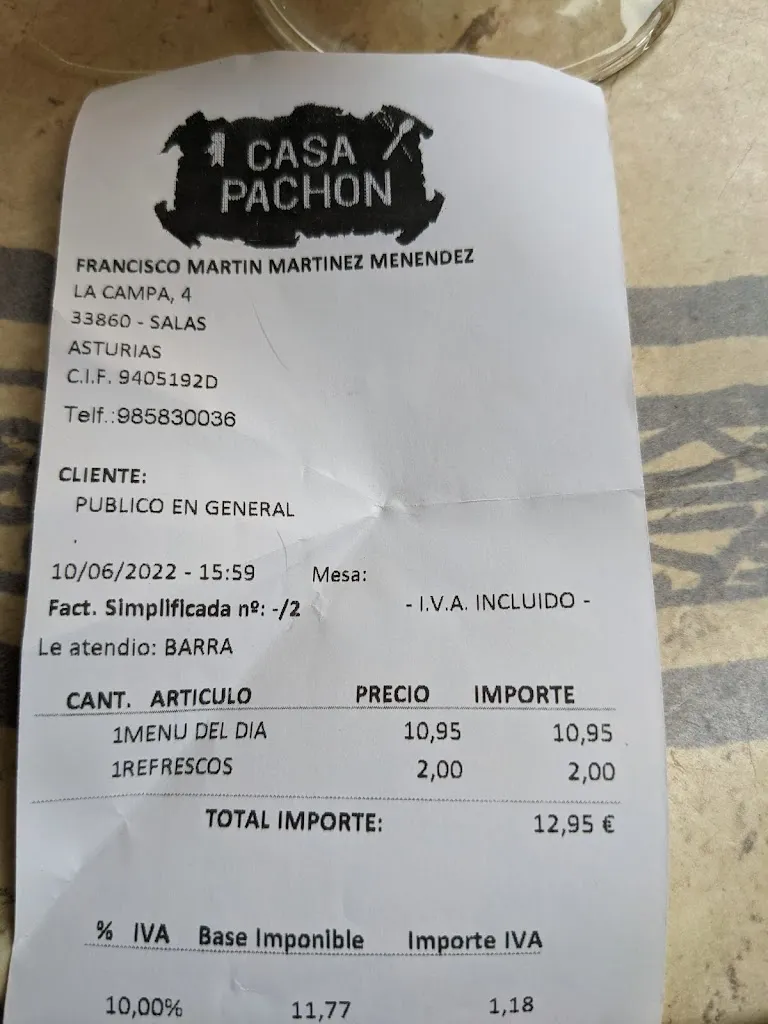 CASA
PACHON
FRANCISCO MARTIN MARTINEZ MENENDEZ
LA CAMPA, 4
33860 - SALAS
ASTURIAS
C.I.F. 9405192D
Telf.:985830036
CLIENTE:
PUBLICO EN GENERAL
.
10/06/2022 - 15:59 Mesa:
Fact. Simplificada nº: -/2 - I.V.A. INCLUIDO -
Le atendio: BARRA
CANT. ARTICULO PRECIO IMPORTE
1MENU DEL DIA 10,95 10,95
1REFRESCOS 2,00 2,00
TOTAL IMPORTE: 12,95 €
% IVA Base Imponible Importe IVA
10,00% 11,77 1,18